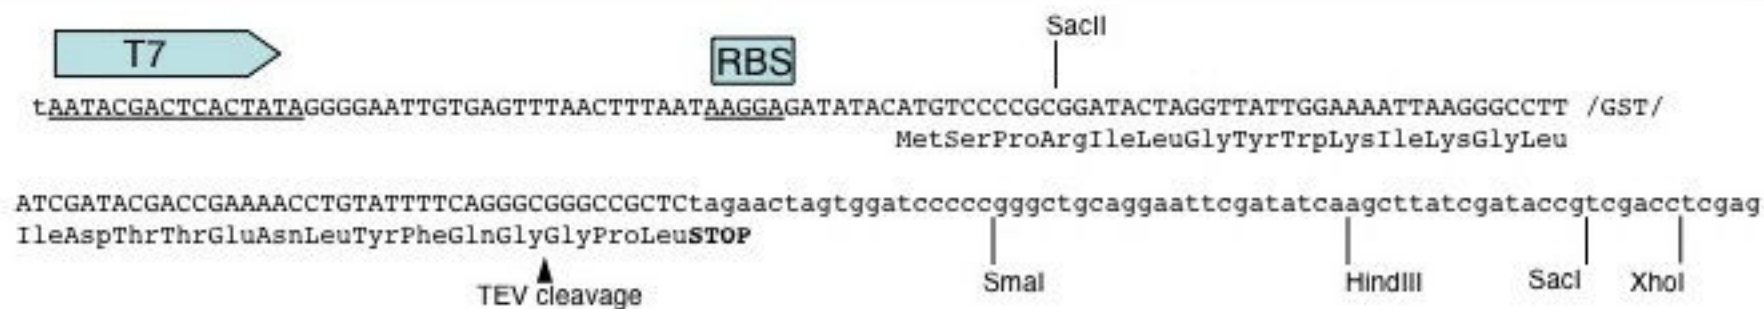 SacII
T7
RBS
tAATACGACTCACTATAGGGGAATTGTGAGTTTAACTTTAATAAGGAGATATACATGTCCCCGCGGATACTAGGTTATTGGAAAATTAAGGGCCTT /GST/
MetSerProArgIleLeuGlyTyrTrpLysIleLysGlyLeu
ATCGATACGACCGAAAACCTGTATTTTCAGGGCGGGCCGCTCtagaactagtggatcccccgggctgcaggaattcgatatcaagcttatcgataccgtcgacctcgag
IleAspThrThrGluAsnLeuTyrPheGlnGlyGlyProLeuSTOP
SmaI
HindIII
SacI
XhoI
TEV cleavage